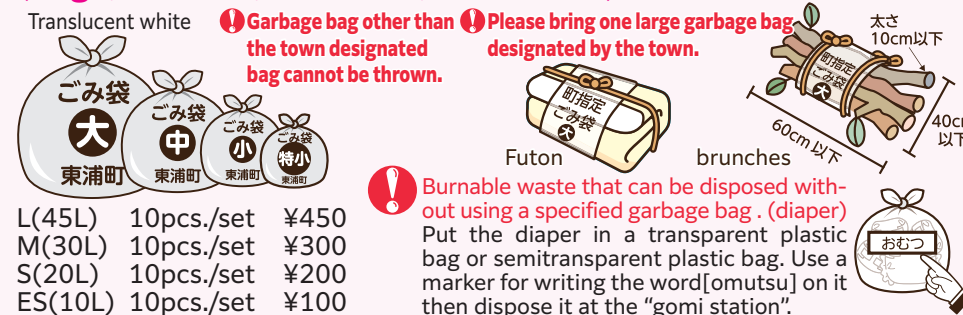 Translucent white
Garbage bag other than
the town designated
bag cannot be thrown.
Please bring one large garbage bag
designated by the town.
ごみ袋
大
東浦町
ごみ袋
中
東浦町
ごみ袋
小
東浦町
ごみ袋
特小
東浦町
町指定
ごみ袋
大
Futon
太さ
10cm以下
町指定
ごみ袋
大
60cm以下
40cm
以下
brunches
L(45L) 10pcs./set ¥450
M(30L) 10pcs./set ¥300
S(20L) 10pcs./set ¥200
ES(10L) 10pcs./set ¥100
Burnable waste that can be disposed with-
out using a specified garbage bag . (diaper)
Put the diaper in a transparent plastic
bag or semitransparent plastic bag. Use a
marker for writing the word[omutsu] on it
then dispose it at the “gomi station”.
おむつ